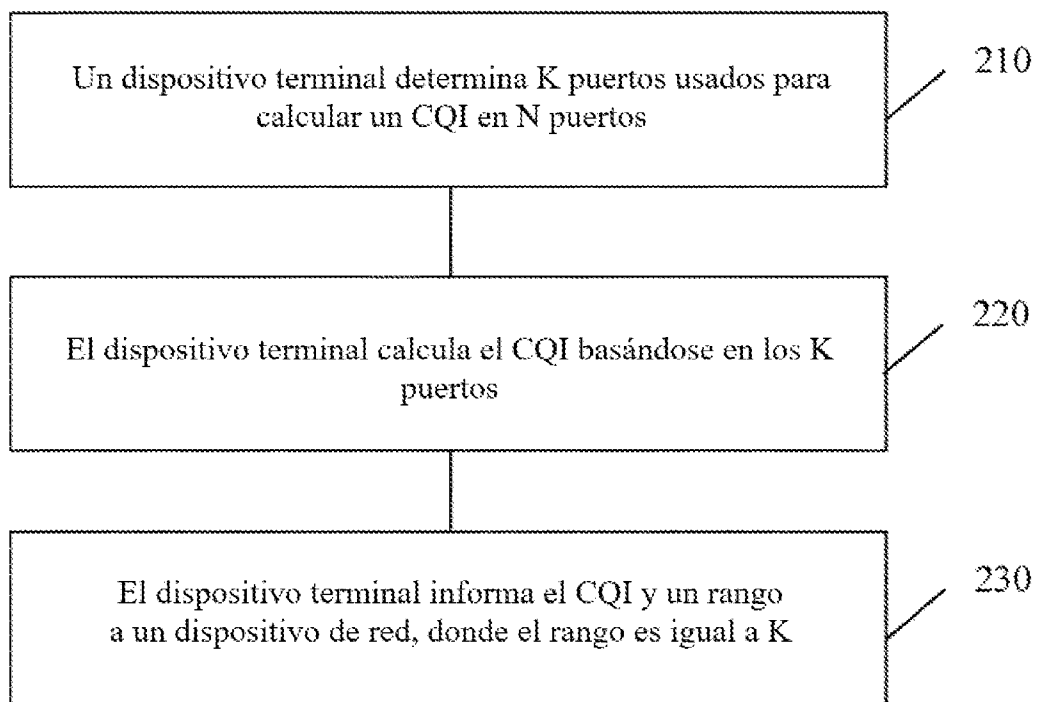 Un dispositivo terminal determina K puertos usados para
calcular un CQI en N puertos
210
El dispositivo terminal calcula el CQI basándose en los K
puertos
220
El dispositivo terminal informa el CQI y un rango
a un dispositivo de red, donde el rango es igual a K
230